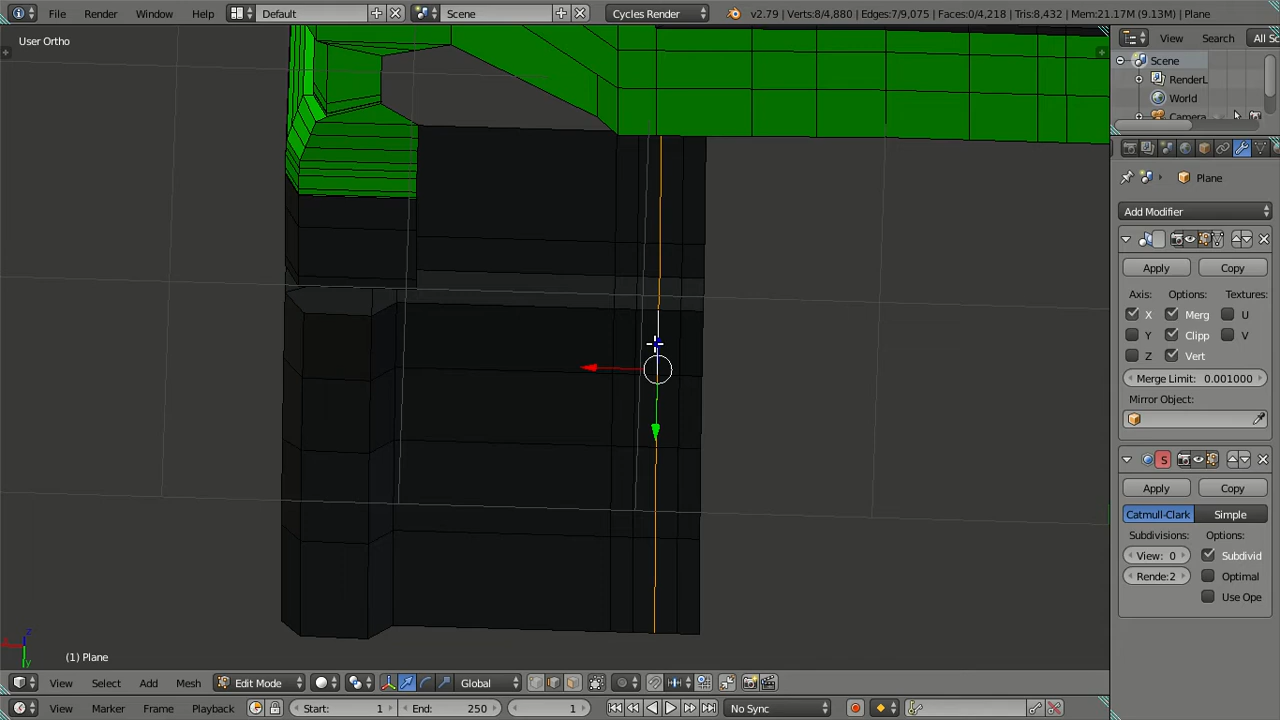 File Render Window Help Default Scene Cycles Render v2.79 | Verts:8/4,880 | Edges:7/9,075 | Faces:0/4,218 | Tris:8,432 | Mem:21.17M (9.13M) | Plane
User Ortho
View Search All Sc
Scene
RenderL
World
Camera
Plane
Add Modifier
Apply Copy
Axis: Options: Textures:
X Merg U
Y Clipp V
Z Vert
Merge Limit: 0.001000
Mirror Object:
S
Apply Copy
Catmull-Clark Simple
Subdivisions: Options:
View: 0 Subdivid
Rende:2 Optimal
Use Ope
x z y
(1) Plane
View Select Add Mesh Edit Mode Global
View Marker Frame Playback Start: 1 End: 250 1 No Sync